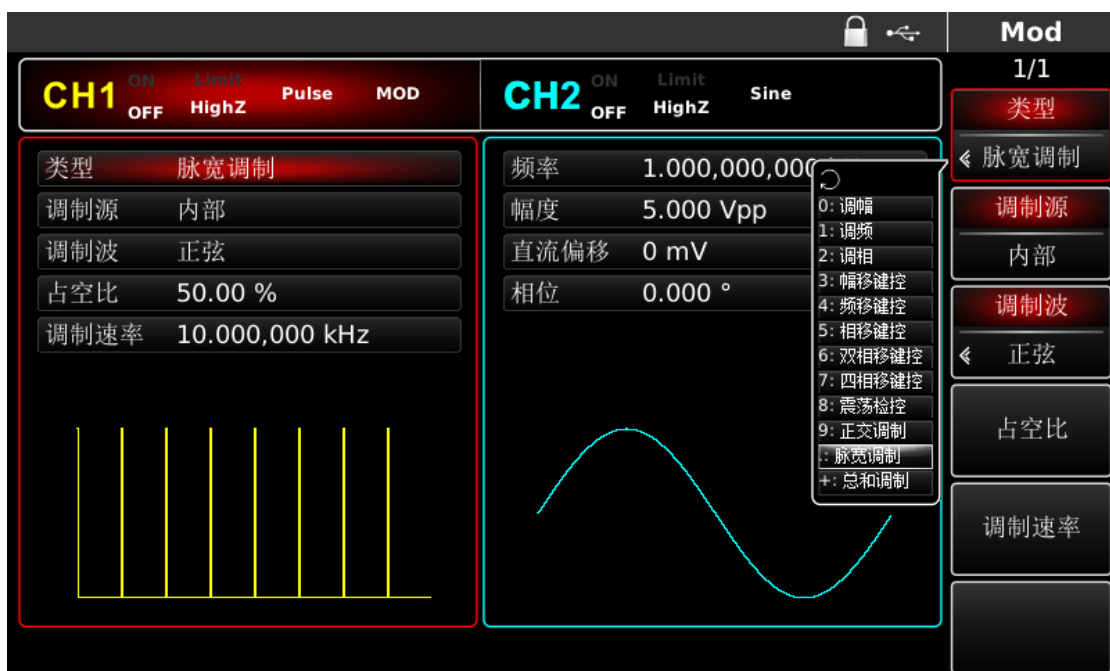 Mod
1/1
CH1 ON OFF Limit HighZ Pulse MOD
CH2 ON OFF Limit HighZ Sine
类型 脉宽调制
调制源 内部
调制波 正弦
占空比 50.00 %
调制速率 10.000,000 kHz
频率 1.000,000,000
幅度 5.000 Vpp
直流偏移 0 mV
相位 0.000 °
0: 调幅
1: 调频
2: 调相
3: 幅移键控
4: 频移键控
5: 相移键控
6: 双相移键控
7: 四相移键控
8: 震荡检控
9: 正交调制
.: 脉宽调制
+: 总和调制
类型
脉宽调制
调制源
内部
调制波
正弦
占空比
调制速率